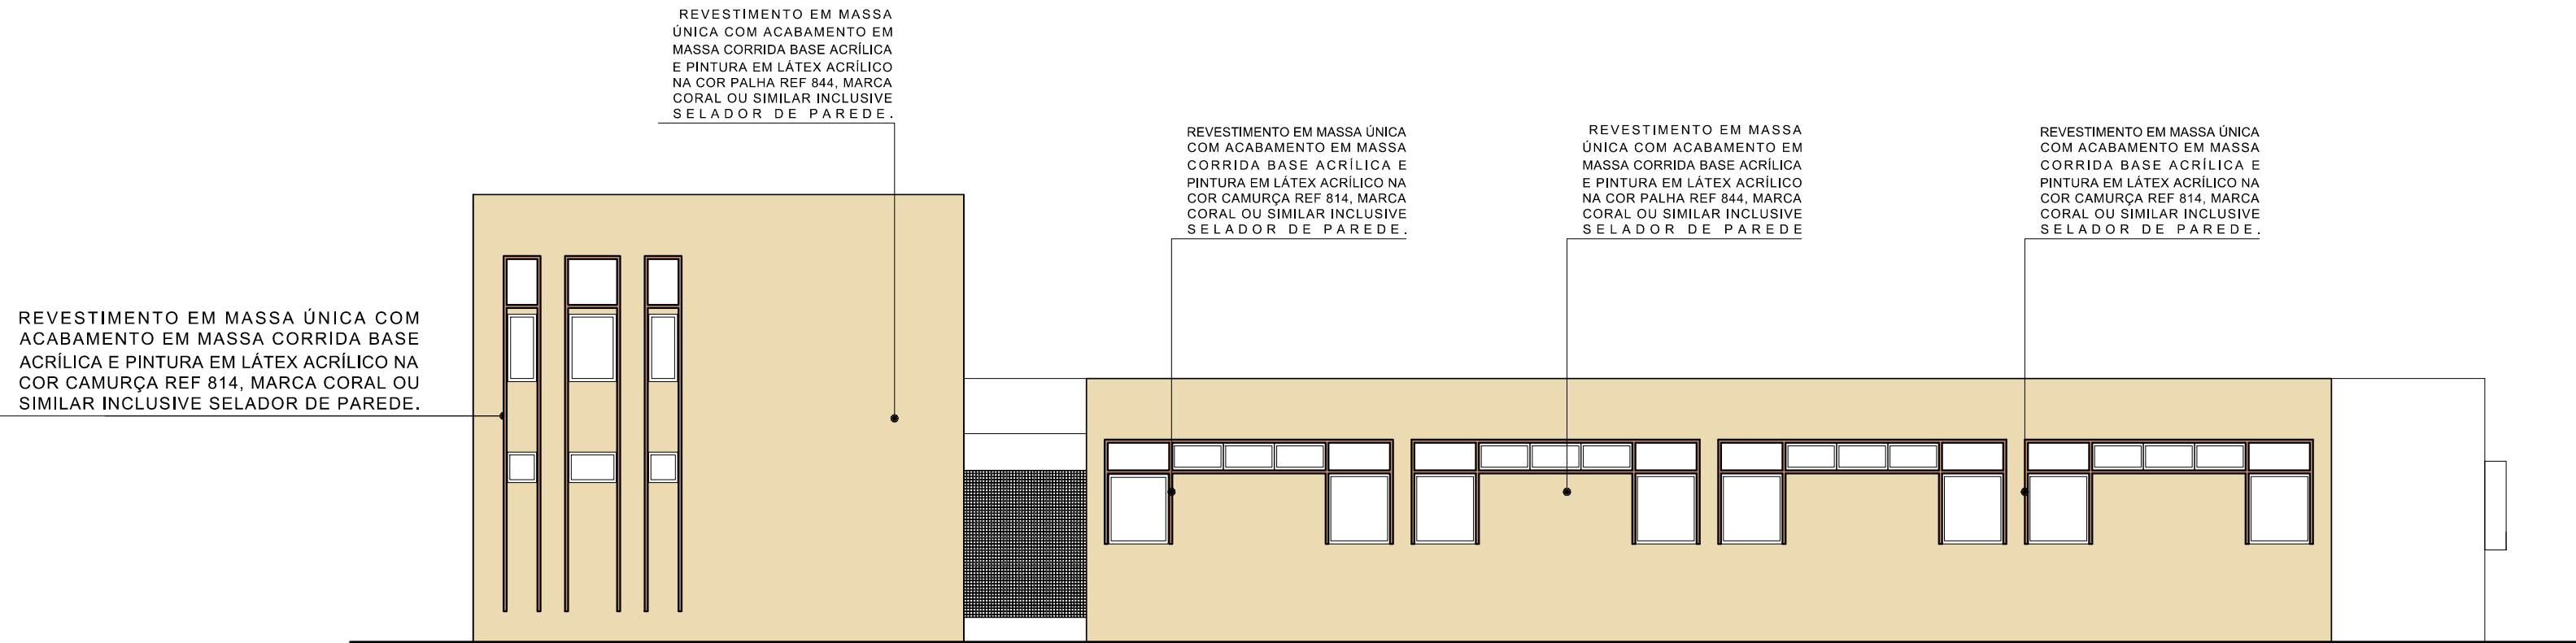 REVESTIMENTO EM MASSA
ÚNICA COM ACABAMENTO EM
MASSA CORRIDA BASE ACRÍLICA
E PINTURA EM LÁTEX ACRÍLICO
NA COR PALHA REF 844, MARCA
CORAL OU SIMILAR INCLUSIVE
SELADOR DE PAREDE.
REVESTIMENTO EM MASSA ÚNICA
COM ACABAMENTO EM MASSA
CORRIDA BASE ACRÍLICA E
PINTURA EM LÁTEX ACRÍLICO NA
COR CAMURÇA REF 814, MARCA
CORAL OU SIMILAR INCLUSIVE
SELADOR DE PAREDE.
REVESTIMENTO EM MASSA
ÚNICA COM ACABAMENTO EM
MASSA CORRIDA BASE ACRÍLICA
E PINTURA EM LÁTEX ACRÍLICO
NA COR PALHA REF 844, MARCA
CORAL OU SIMILAR INCLUSIVE
SELADOR DE PAREDE
REVESTIMENTO EM MASSA ÚNICA
COM ACABAMENTO EM MASSA
CORRIDA BASE ACRÍLICA E
PINTURA EM LÁTEX ACRÍLICO NA
COR CAMURÇA REF 814, MARCA
CORAL OU SIMILAR INCLUSIVE
SELADOR DE PAREDE.
REVESTIMENTO EM MASSA ÚNICA COM
ACABAMENTO EM MASSA CORRIDA BASE
ACRÍLICA E PINTURA EM LÁTEX ACRÍLICO NA
COR CAMURÇA REF 814, MARCA CORAL OU
SIMILAR INCLUSIVE SELADOR DE PAREDE.